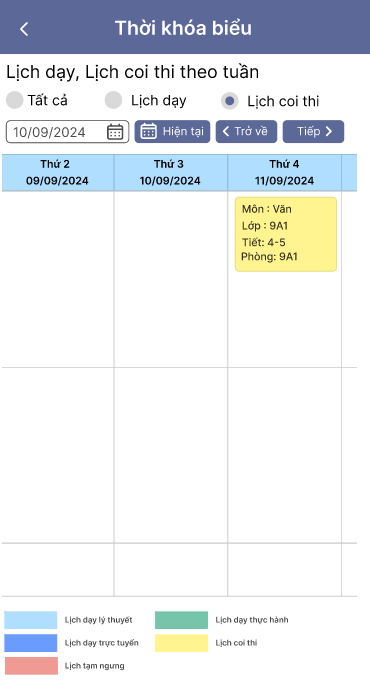 Thời khóa biểu
Lịch dạy, Lịch coi thi theo tuần
Tất cả Lịch dạy Lịch coi thi
10/09/2024 Hiện tại Trở về Tiếp
Thứ 2 Thứ 3 Thứ 4
09/09/2024 10/09/2024 11/09/2024
Môn : Văn
Lớp : 9A1
Tiết: 4-5
Phòng: 9A1
Lịch dạy lý thuyết Lịch dạy thực hành
Lịch dạy trực tuyến Lịch coi thi
Lịch tạm ngưng